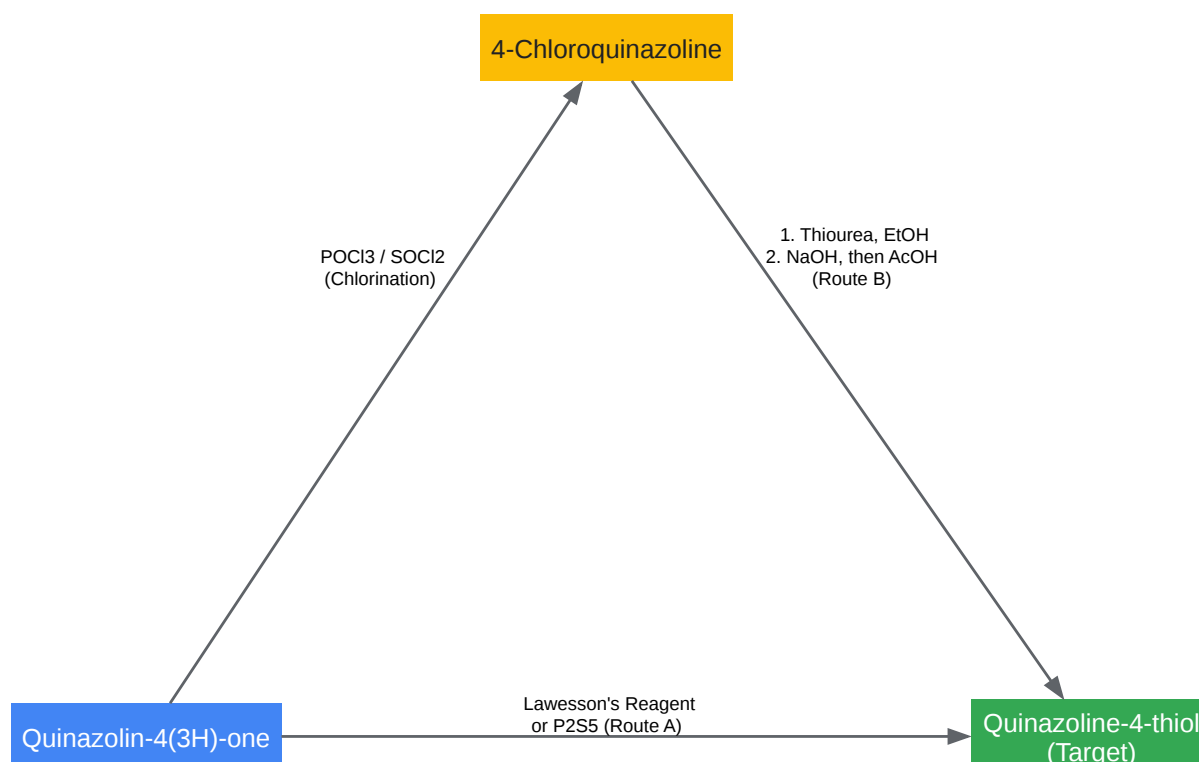 4-Chloroquinazoline
POCl3 / SOCl2
(Chlorination)
1. Thiourea, EtOH
2. NaOH, then AcOH
(Route B)
Quinazolin-4(3H)-one
Lawesson's Reagent
or P2S5 (Route A)
Quinazoline-4-thiol
(Target)